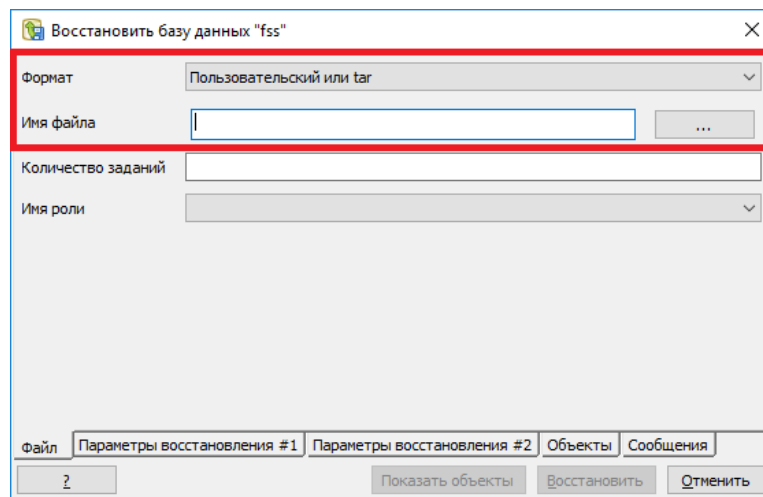 Восстановить базу данных "fss"
Формат Пользовательский или tar
Имя файла ...
Количество заданий
Имя роли
Файл Параметры восстановления #1 Параметры восстановления #2 Объекты Сообщения
? Показать объекты Восстановить Отменить